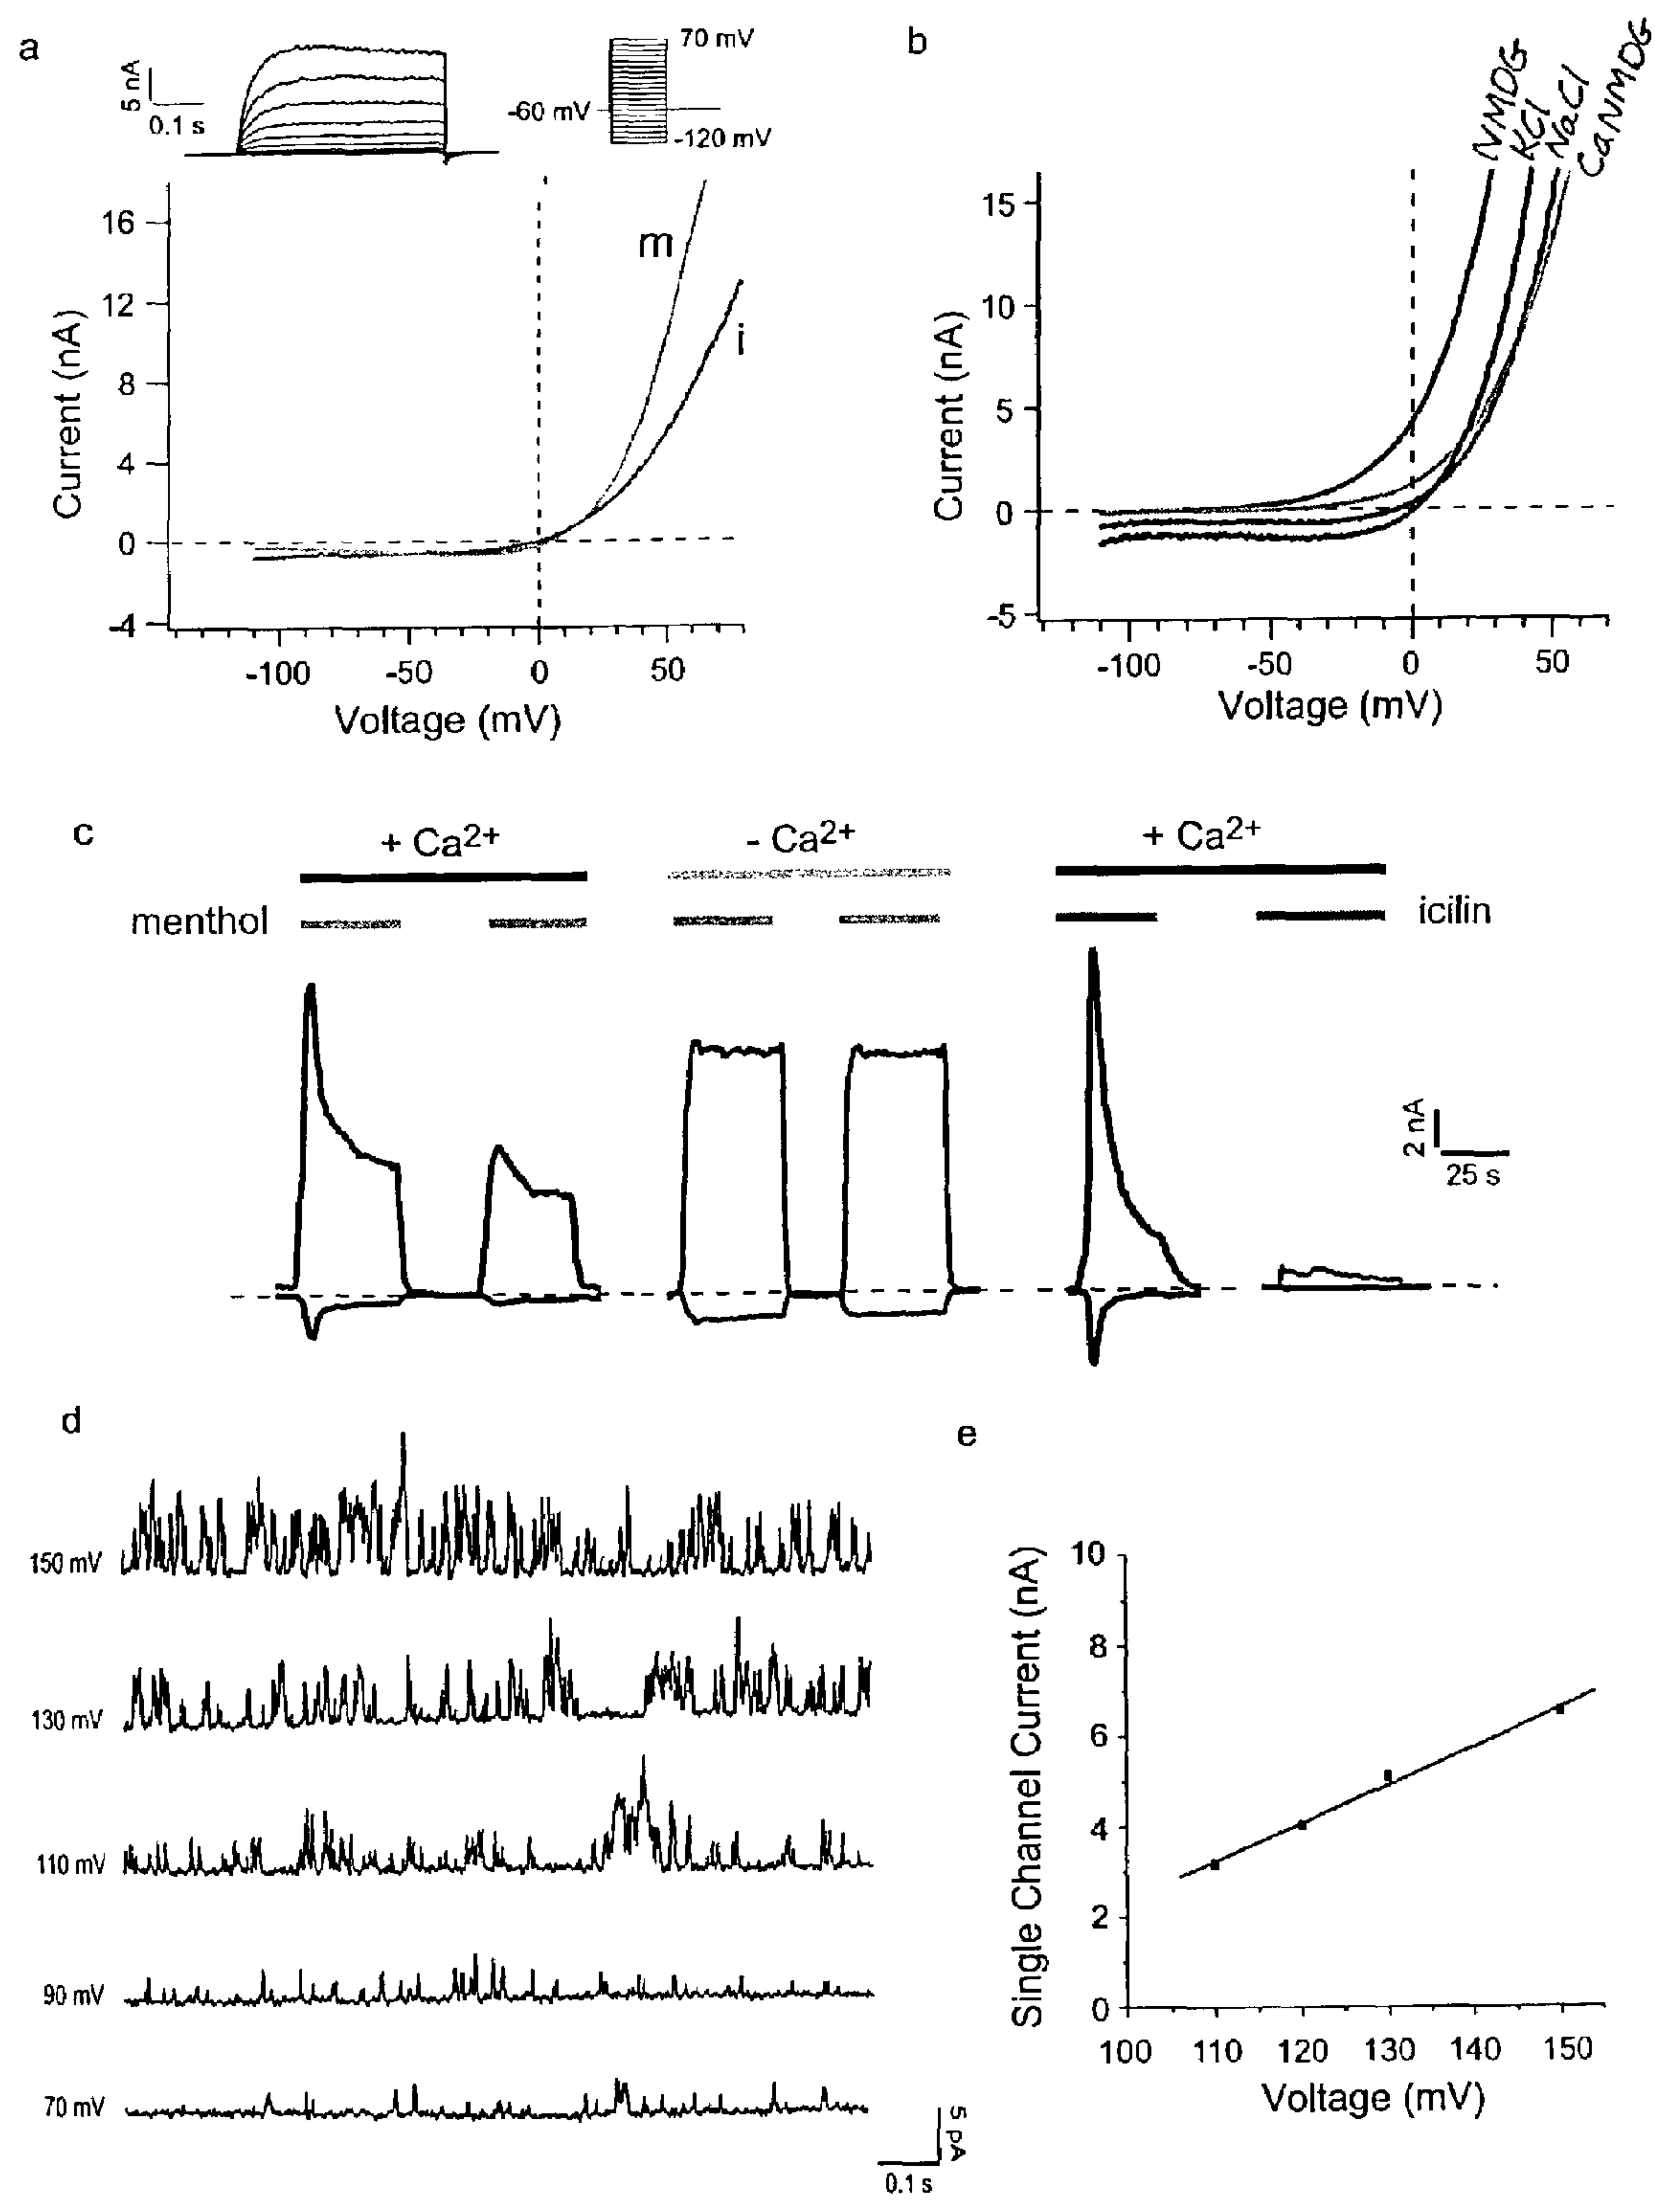 a
5 nA
0.1 s
70 mV
-60 mV
-120 mV
16
12
8
4
0
-4
m
i
Current (nA)
-100 -50 0 50
Voltage (mV)
b
NMDG
KCl
NaCl
CaNMDG
15
10
5
0
-5
Current (nA)
-100 -50 0 50
Voltage (mV)
c
+ Ca2+ - Ca2+ + Ca2+
menthol icilin
2 nA
25 s
d
150 mV
130 mV
110 mV
90 mV
70 mV
5 pA
0.1 s
e
10
8
6
4
2
0
Single Channel Current (nA)
100 110 120 130 140 150
Voltage (mV)